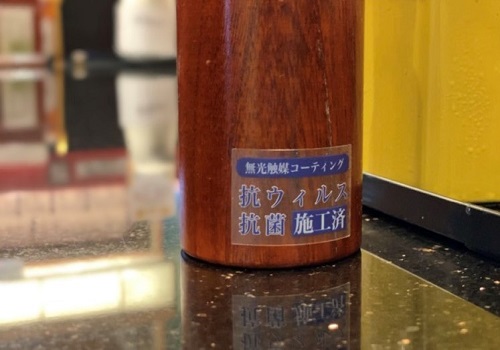 無光触媒コーティング
抗ウィルス
抗菌 施工済